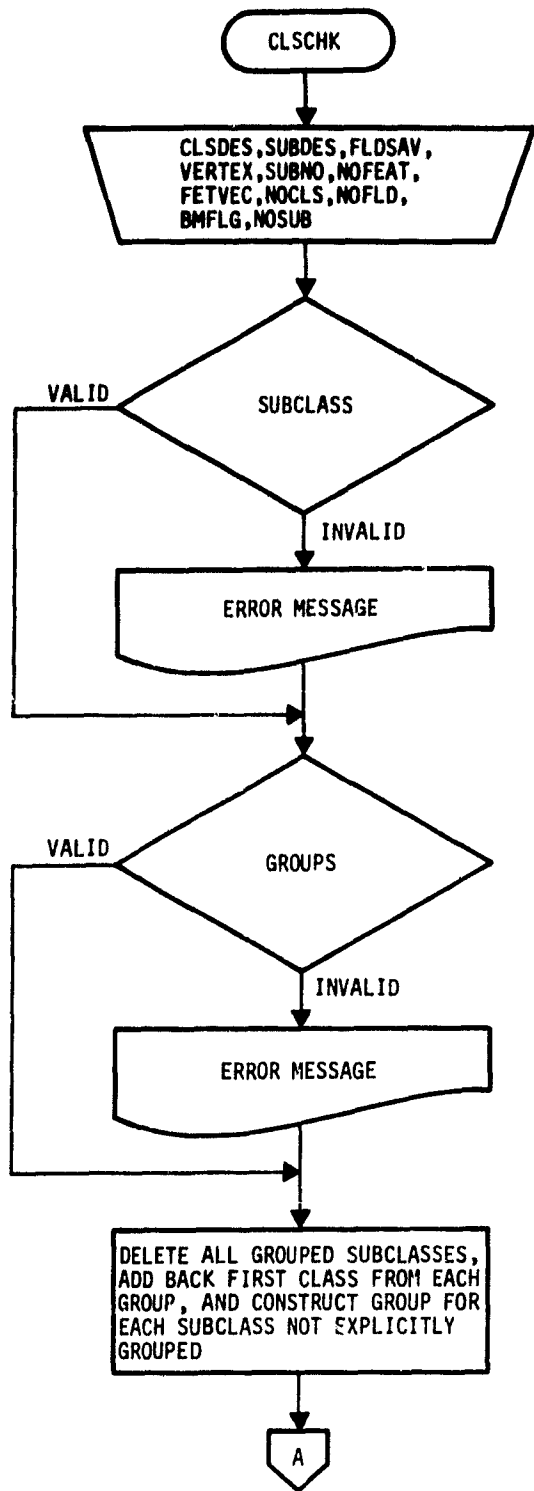 CLSCHK
CLSDES,SUBDES,FLDSAV,
VERTEX,SUBNO,NOFEAT,
FETVEC,NOCLS,NOFLD,
BMFLG,NOSUB
VALID
SUBCLASS
INVALID
ERROR MESSAGE
VALID
GROUPS
INVALID
ERROR MESSAGE
DELETE ALL GROUPED SUBCLASSES,
ADD BACK FIRST CLASS FROM EACH
GROUP, AND CONSTRUCT GROUP FOR
EACH SUBCLASS NOT EXPLICITLY
GROUPED
A